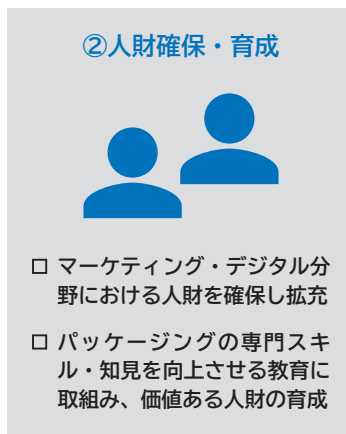 ②人財確保・育成
□ マーケティング・デジタル分
野における人財を確保し拡充
□ パッケージングの専門スキ
ル・知見を向上させる教育に
取組み、価値ある人財の育成